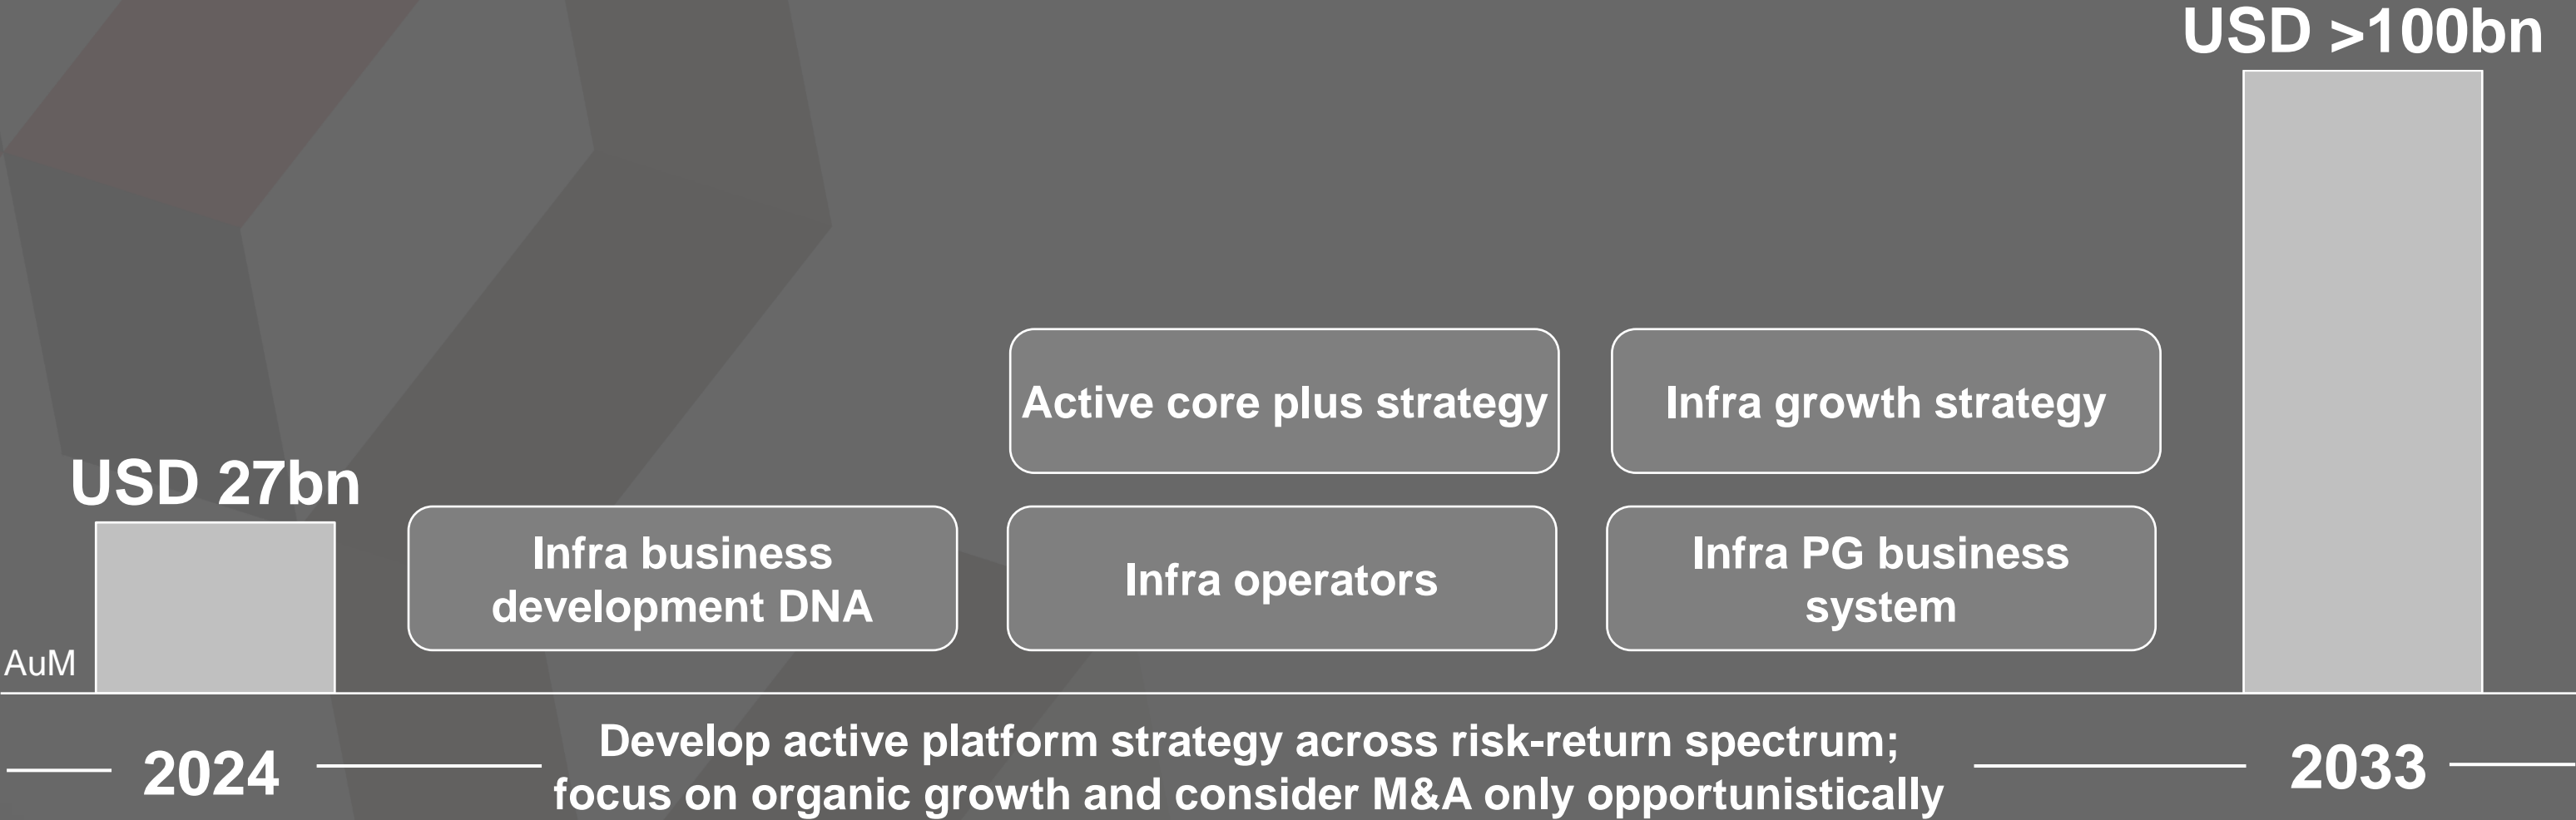 USD >100bn
Active core plus strategy
Infra growth strategy
USD 27bn
Infra business
development DNA
Infra operators
Infra PG business
system
AuM
2024
Develop active platform strategy across risk-return spectrum;
focus on organic growth and consider M&A only opportunistically
2033